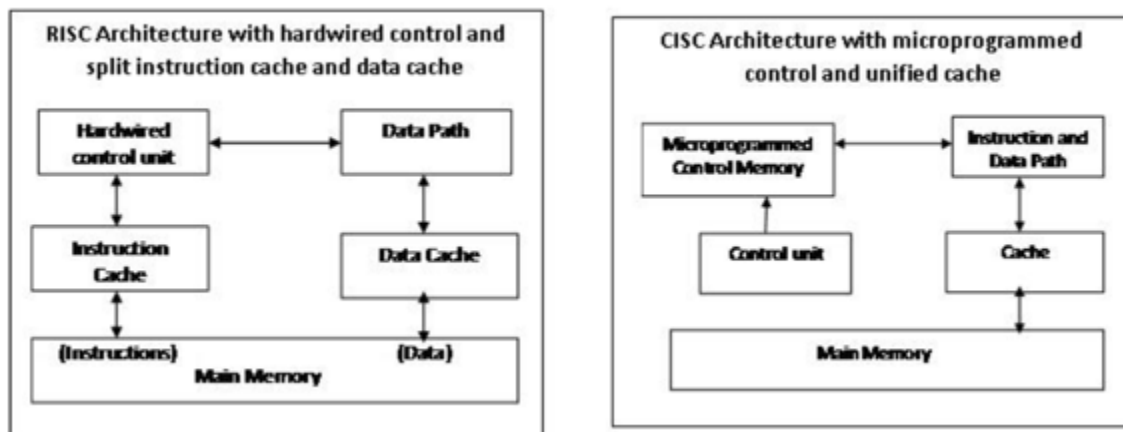 RISC Architecture with hardwired control and
split instruction cache and data cache
Hardwired
control unit
Data Path
Instruction
Cache
Data Cache
(Instructions)
(Data)
Main Memory
CISC Architecture with microprogrammed
control and unified cache
Microprogrammed
Control Memory
Instruction and
Data Path
Control unit
Cache
Main Memory